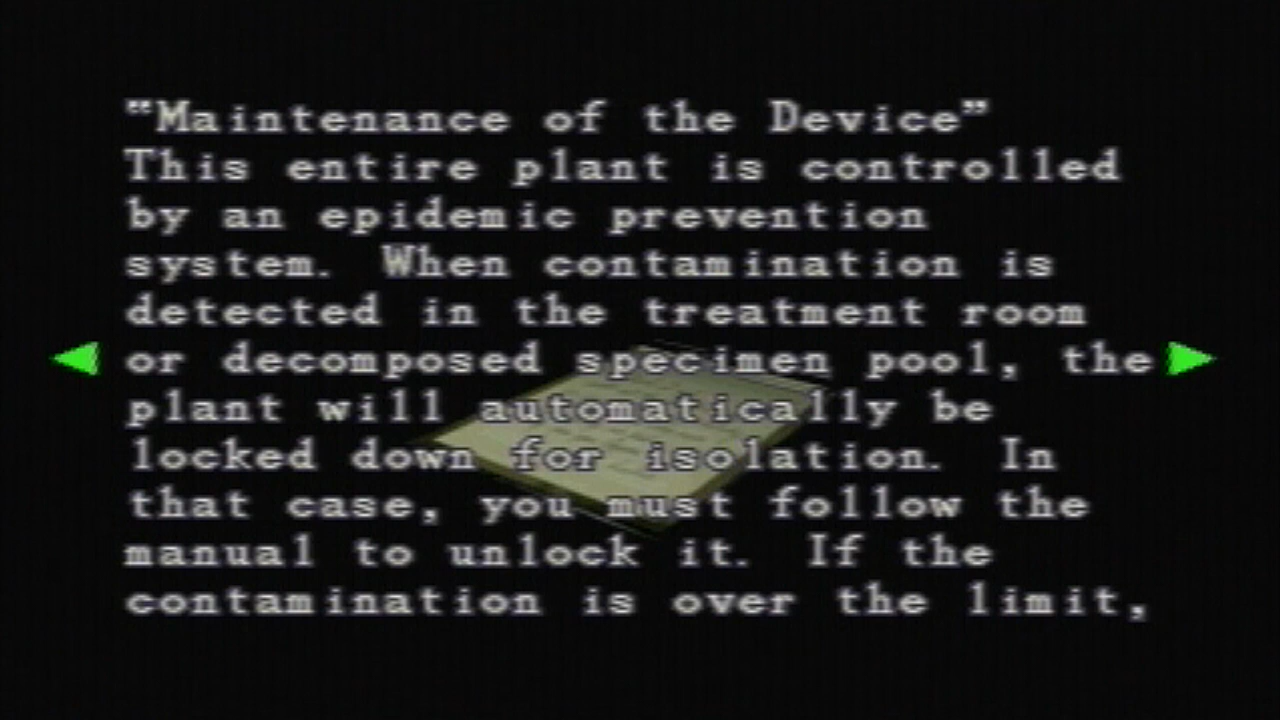 "Maintenance of the Device"
This entire plant is controlled
by an epidemic prevention
system. When contamination is
detected in the treatment room
or decomposed specimen pool, the
plant will automatically be
locked down for isolation. In
that case, you must follow the
manual to unlock it. If the
contamination is over the limit,